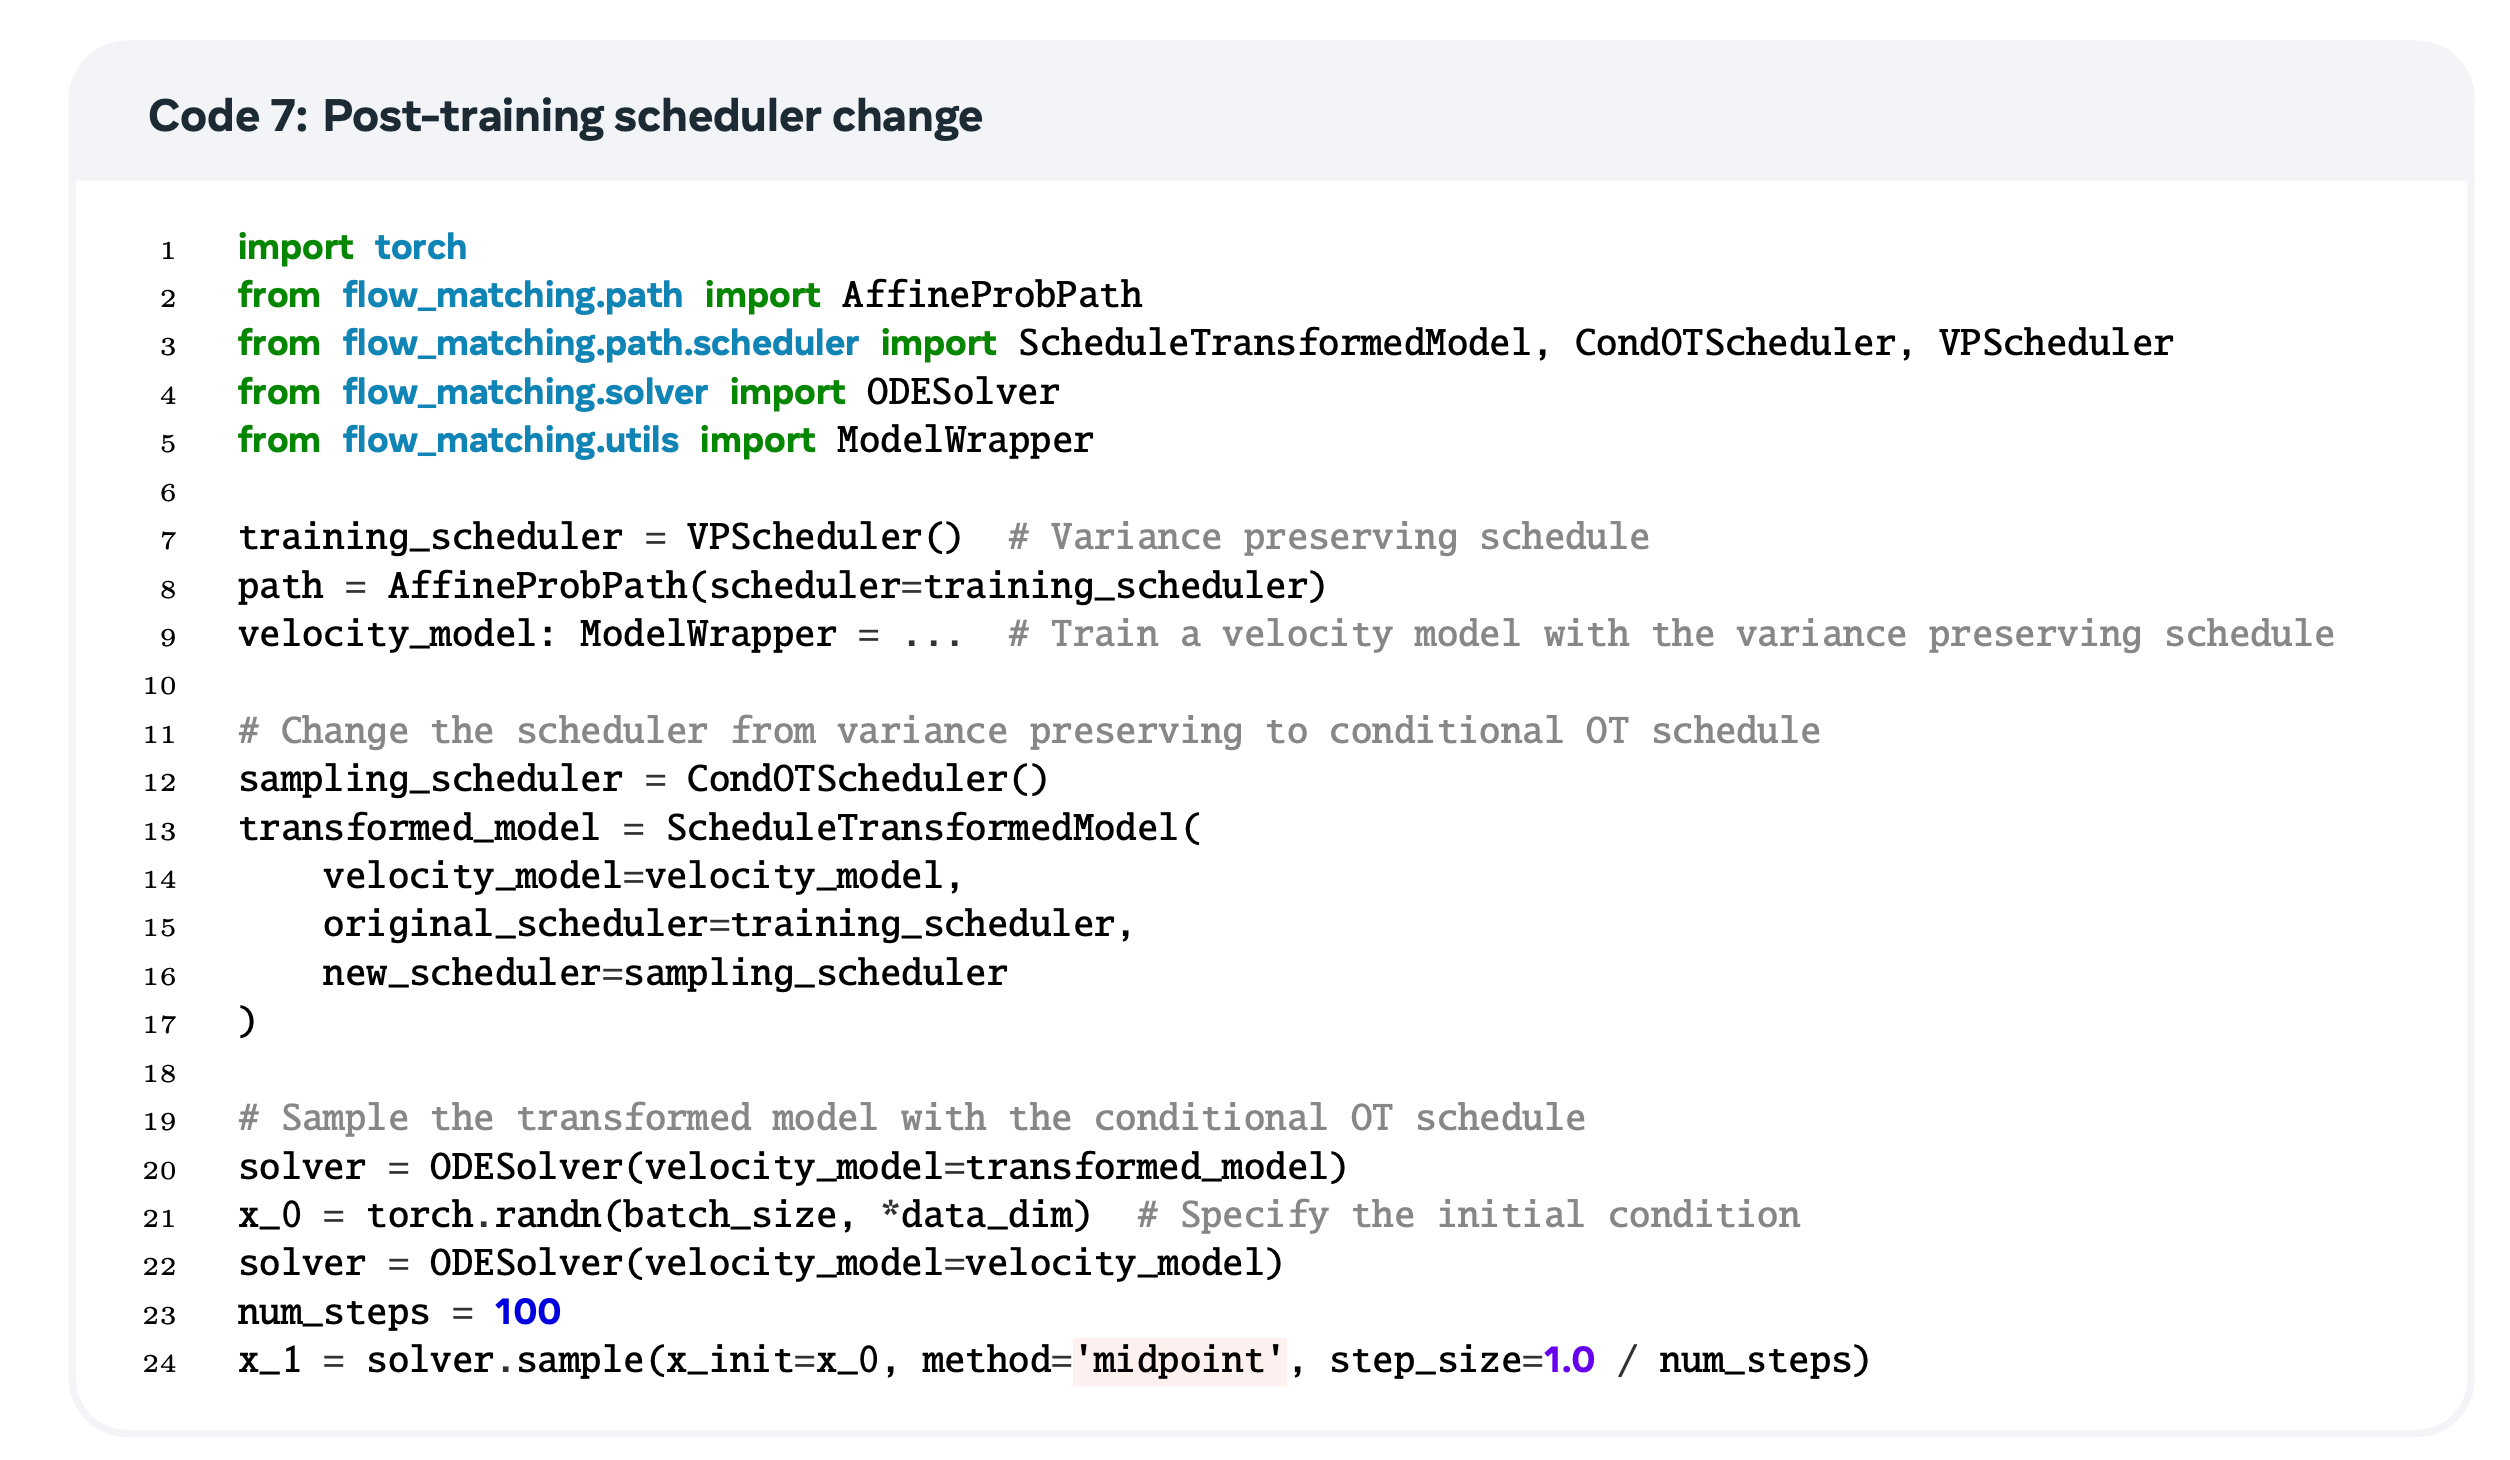 Code 7: Post-training scheduler change
1 import torch
2 from flow_matching.path import AffineProbPath
3 from flow_matching.path.scheduler import ScheduleTransformedModel, CondOTScheduler, VPScheduler
4 from flow_matching.solver import ODESolver
5 from flow_matching.utils import ModelWrapper
6
7 training_scheduler = VPScheduler()  # Variance preserving schedule
8 path = AffineProbPath(scheduler=training_scheduler)
9 velocity_model: ModelWrapper = ...  # Train a velocity model with the variance preserving schedule
10
11 # Change the scheduler from variance preserving to conditional OT schedule
12 sampling_scheduler = CondOTScheduler()
13 transformed_model = ScheduleTransformedModel(
14     velocity_model=velocity_model,
15     original_scheduler=training_scheduler,
16     new_scheduler=sampling_scheduler
17 )
18
19 # Sample the transformed model with the conditional OT schedule
20 solver = ODESolver(velocity_model=transformed_model)
21 x_0 = torch.randn(batch_size, *data_dim)  # Specify the initial condition
22 solver = ODESolver(velocity_model=velocity_model)
23 num_steps = 100
24 x_1 = solver.sample(x_init=x_0, method='midpoint', step_size=1.0 / num_steps)